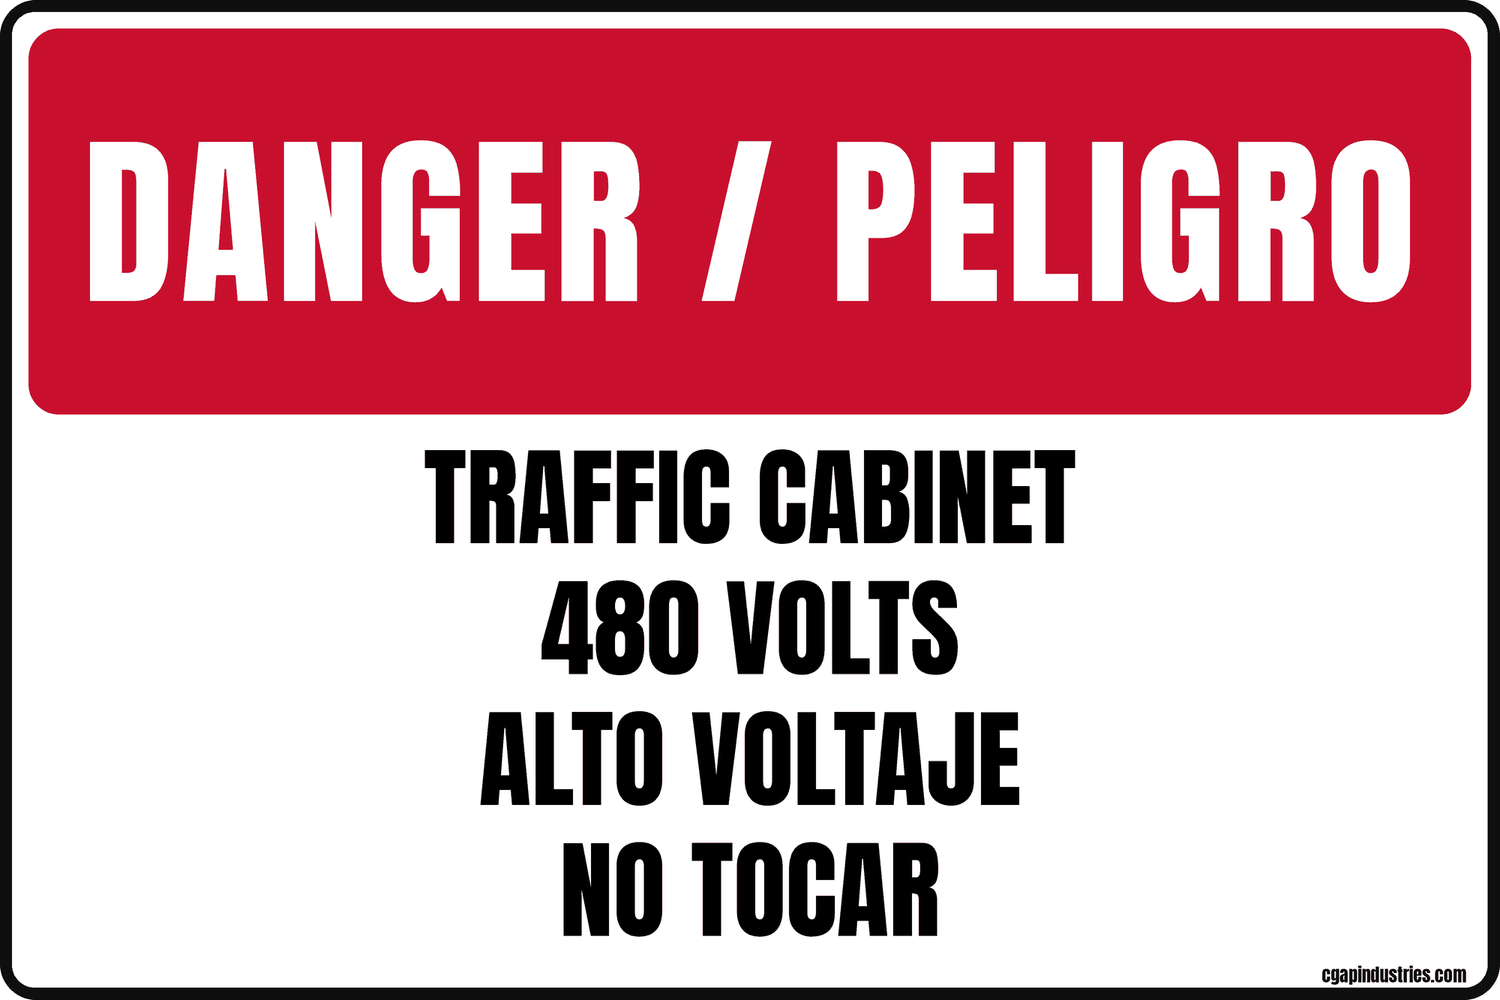 DANGER / PELIGRO
TRAFFIC CABINET
480 VOLTS
ALTO VOLTAJE
NO TOCAR
cgapindustries.com